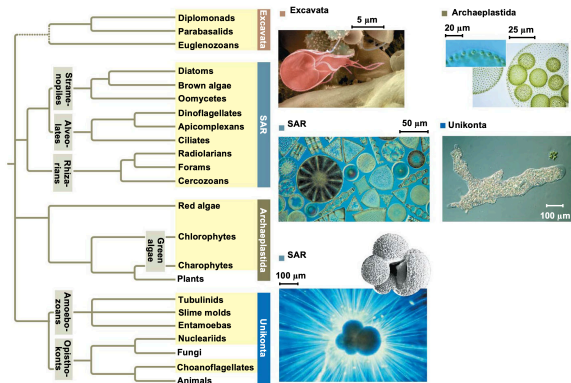 Diplomonads
Parabasalids
Euglenozoans
Excavata
Strame-
nopiles
Diatoms
Brown algae
Oomycetes
Alveo-
lates
Dinoflagellates
Apicomplexans
Ciliates
Rhiza-
rians
Radiolarians
Forams
Cercozoans
SAR
Red algae
Green
algae
Chlorophytes
Charophytes
Plants
Archaeplastida
Amoebo-
zoans
Tubulinids
Slime molds
Entamoebas
Opistho-
konts
Nucleariids
Fungi
Choanoflagellates
Animals
Unikonta
Excavata
5 μm
Archaeplastida
20 μm
25 μm
SAR
50 μm
Unikonta
100 μm
SAR
100 μm